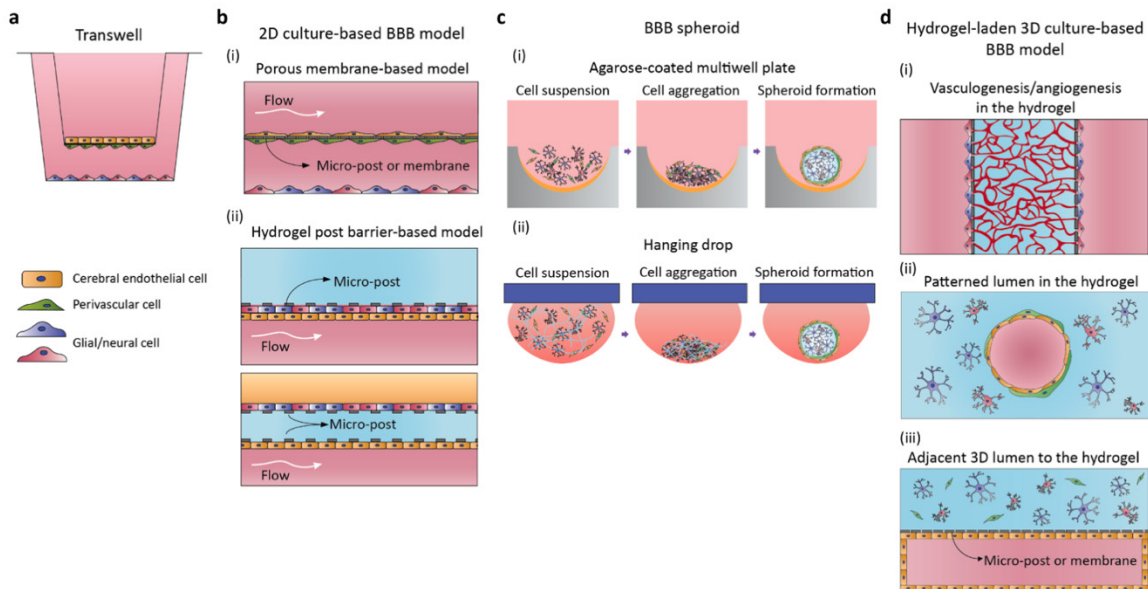 a
Transwell
Cerebral endothelial cell
Perivascular cell
Glial/neural cell
b
2D culture-based BBB model
(i)
Porous membrane-based model
Flow
Micro-post or membrane
(ii)
Hydrogel post barrier-based model
Micro-post
Flow
Micro-post
Flow
c
BBB spheroid
(i)
Agarose-coated multiwell plate
Cell suspension
Cell aggregation
Spheroid formation
(ii)
Hanging drop
Cell suspension
Cell aggregation
Spheroid formation
d
Hydrogel-laden 3D culture-based
BBB model
(i)
Vasculogenesis/angiogenesis
in the hydrogel
(ii)
Patterned lumen in the hydrogel
(iii)
Adjacent 3D lumen to the hydrogel
Micro-post or membrane